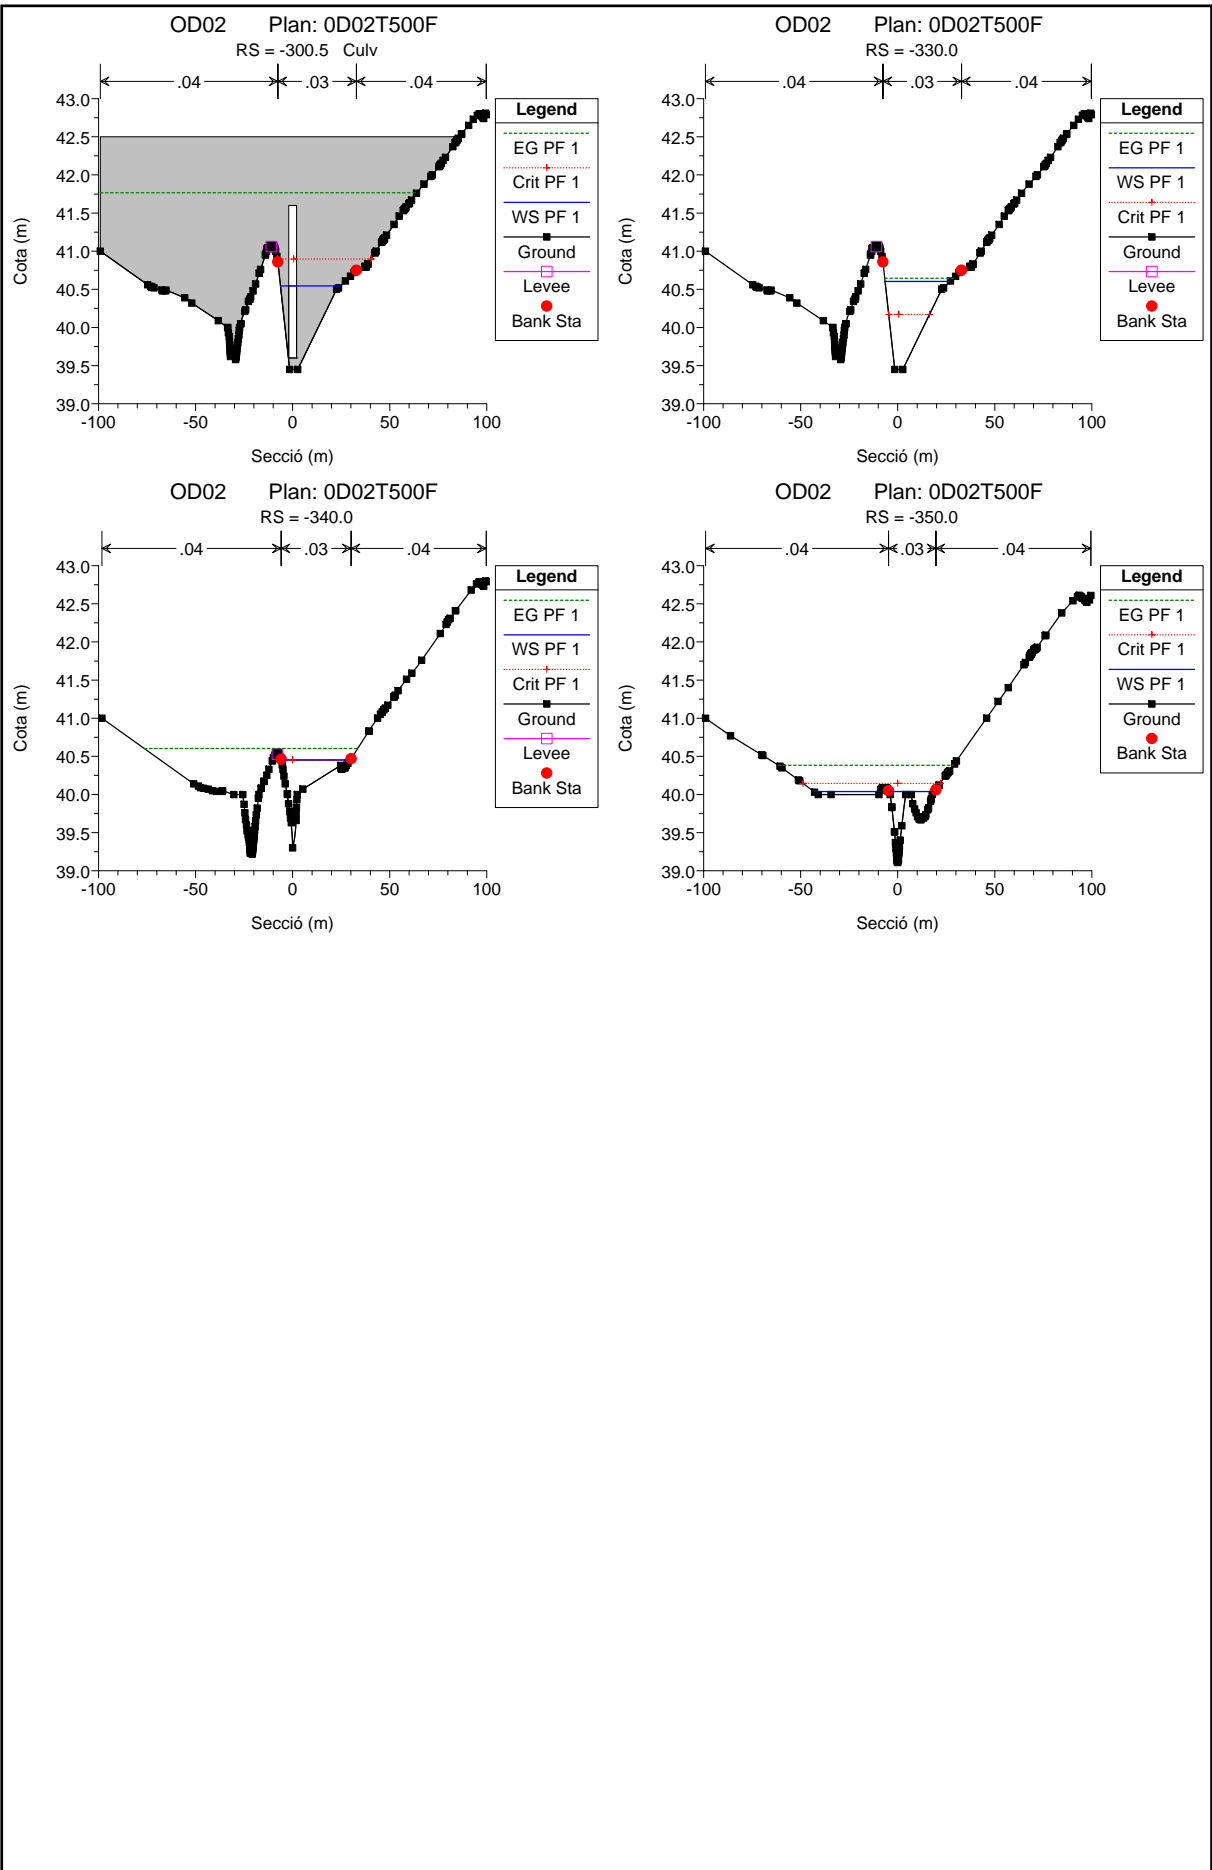 OD02 Plan: 0D02T500F
RS = -300.5 Culv
.04 .03 .04
43.0
42.5
42.0
41.5
41.0
40.5
40.0
39.5
39.0
-100 -50 0 50 100
Cota (m)
Secció (m)
Legend
EG PF 1
Crit PF 1
WS PF 1
Ground
Levee
Bank Sta
OD02 Plan: 0D02T500F
RS = -330.0
.04 .03 .04
43.0
42.5
42.0
41.5
41.0
40.5
40.0
39.5
39.0
-100 -50 0 50 100
Cota (m)
Secció (m)
Legend
EG PF 1
WS PF 1
Crit PF 1
Ground
Levee
Bank Sta
OD02 Plan: 0D02T500F
RS = -340.0
.04 .03 .04
43.0
42.5
42.0
41.5
41.0
40.5
40.0
39.5
39.0
-100 -50 0 50 100
Cota (m)
Secció (m)
Legend
EG PF 1
WS PF 1
Crit PF 1
Ground
Levee
Bank Sta
OD02 Plan: 0D02T500F
RS = -350.0
.04 .03 .04
43.0
42.5
42.0
41.5
41.0
40.5
40.0
39.5
39.0
-100 -50 0 50 100
Cota (m)
Secció (m)
Legend
EG PF 1
Crit PF 1
WS PF 1
Ground
Bank Sta